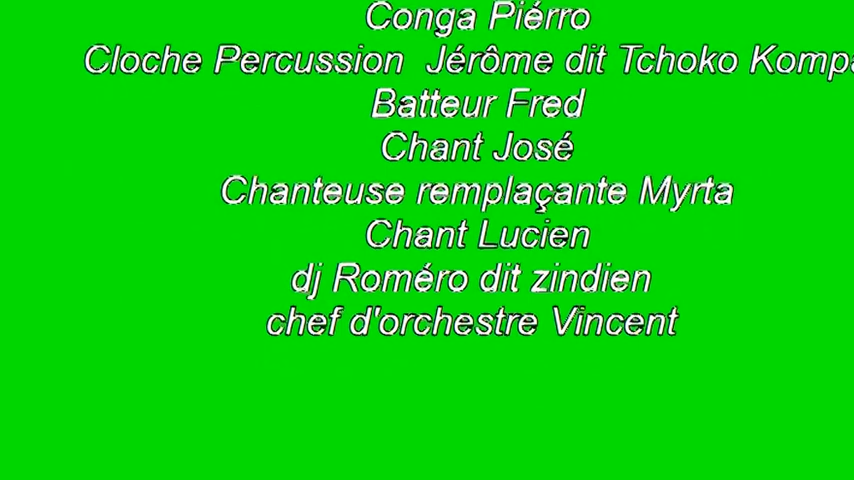 Conga Piérro
Cloche Percussion Jérôme dit Tchoko
Batteur Fred
Chant José
Chanteuse remplaçante Myrta
Chant Lucien
dj Roméro dit zindien
chef d'orchestre Vincent